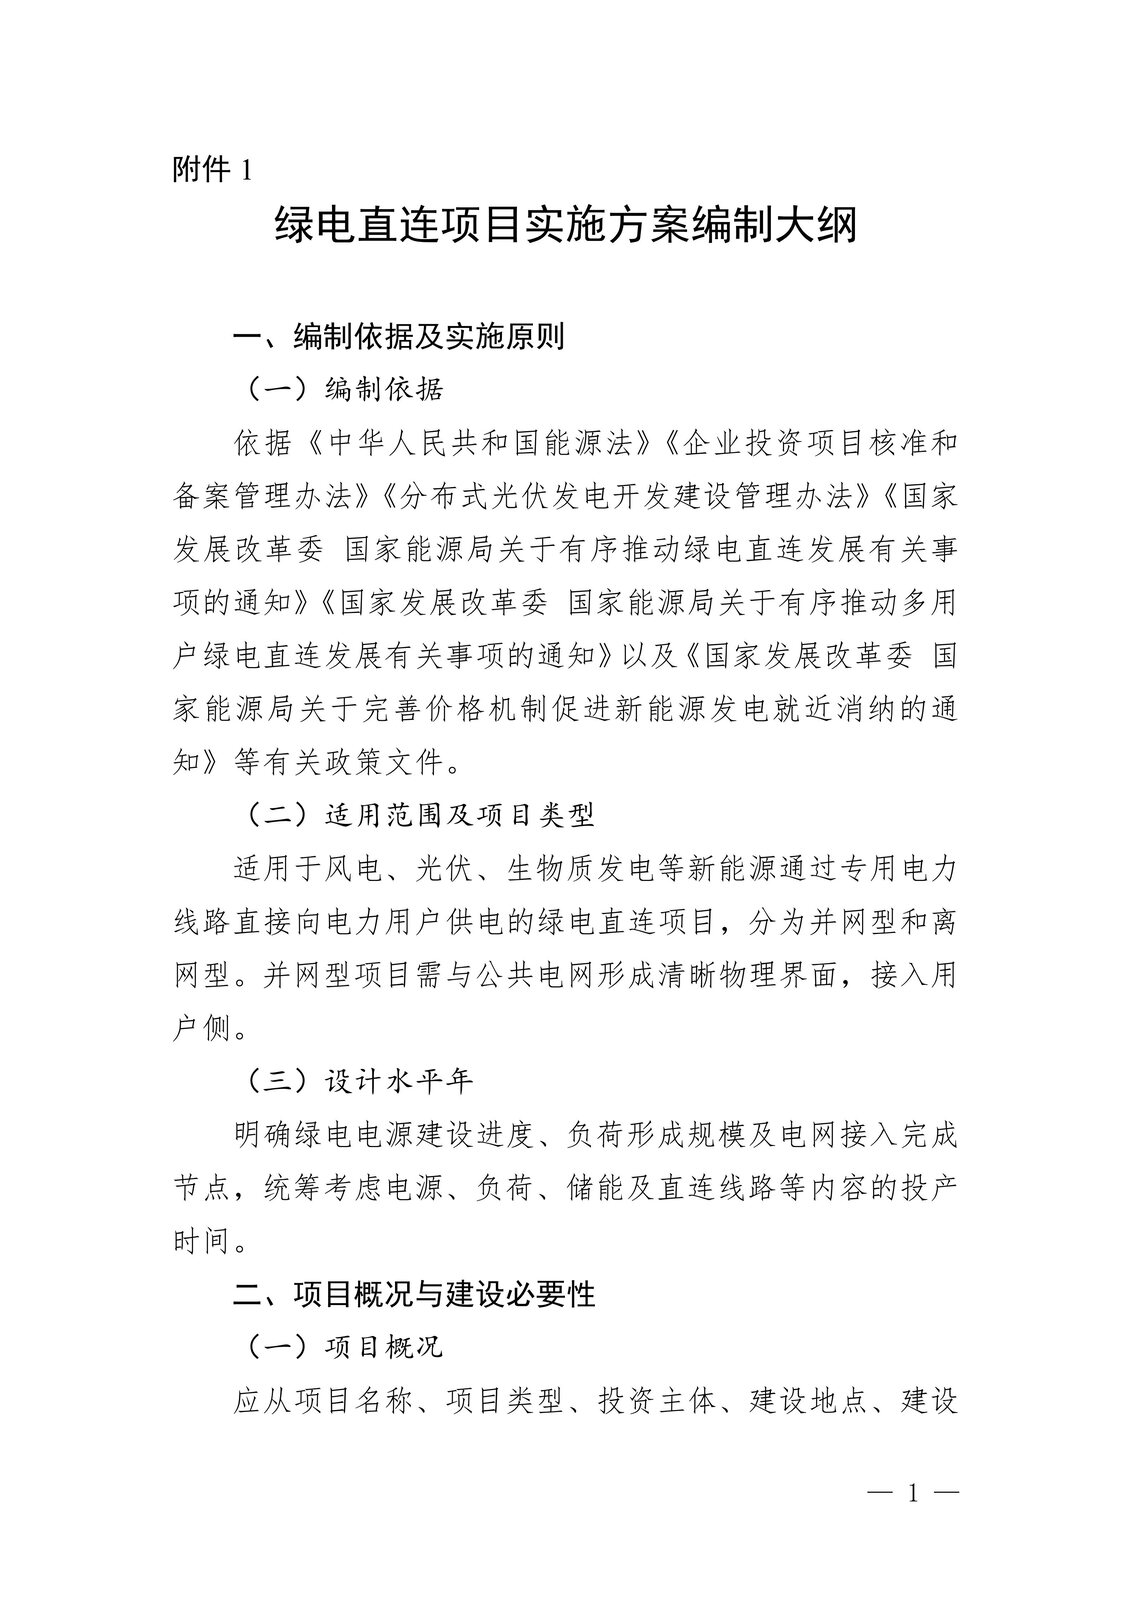 附件 1
绿电直连项目实施方案编制大纲
一、编制依据及实施原则
（一）编制依据
依据《中华人民共和国能源法》《企业投资项目核准和
备案管理办法》《分布式光伏发电开发建设管理办法》《国家
发展改革委 国家能源局关于有序推动绿电直连发展有关事
项的通知》《国家发展改革委 国家能源局关于有序推动多用
户绿电直连发展有关事项的通知》以及《国家发展改革委 国
家能源局关于完善价格机制促进新能源发电就近消纳的通
知》等有关政策文件。
（二）适用范围及项目类型
适用于风电、光伏、生物质发电等新能源通过专用电力
线路直接向电力用户供电的绿电直连项目，分为并网型和离
网型。并网型项目需与公共电网形成清晰物理界面，接入用
户侧。
（三）设计水平年
明确绿电电源建设进度、负荷形成规模及电网接入完成
节点，统筹考虑电源、负荷、储能及直连线路等内容的投产
时间。
二、项目概况与建设必要性
（一）项目概况
应从项目名称、项目类型、投资主体、建设地点、建设
— 1 —